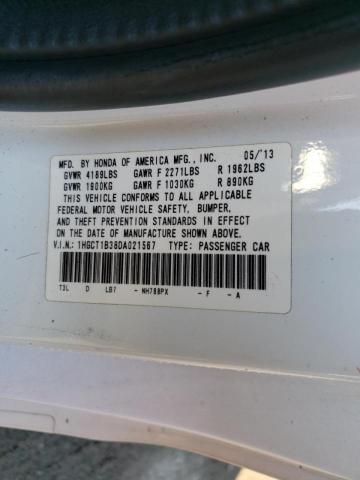 MFD. BY HONDA OF AMERICA MFG., INC. 05/'13
GVWR 4189LBS GAWR F 2271LBS R 1962LBS
GVWR 1900KG GAWR F 1030KG R 890KG
THIS VEHICLE CONFORMS TO ALL APPLICABLE
FEDERAL MOTOR VEHICLE SAFETY, BUMPER,
AND THEFT PREVENTION STANDARDS IN EFFECT ON
THE DATE OF MANUFACTURE SHOWN ABOVE.
V.I.N.: 1HGCT1B38DA021567 TYPE: PASSENGER CAR
T3L D LB7 - NH788PX - F - A